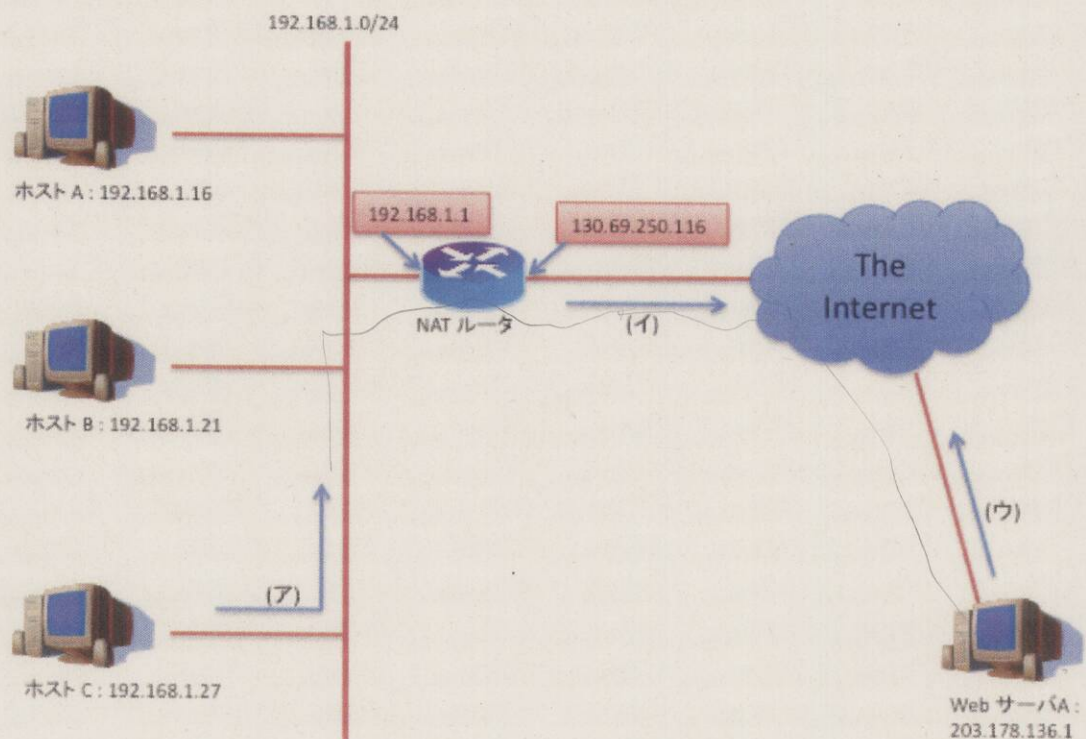 192.168.1.0/24
ホスト A : 192.168.1.16
192.168.1.1
130.69.250.116
The
Internet
NAT ルータ
(イ)
ホスト B : 192.168.1.21
(ウ)
(ア)
ホスト C : 192.168.1.27
Web サーバA :
203.178.136.1